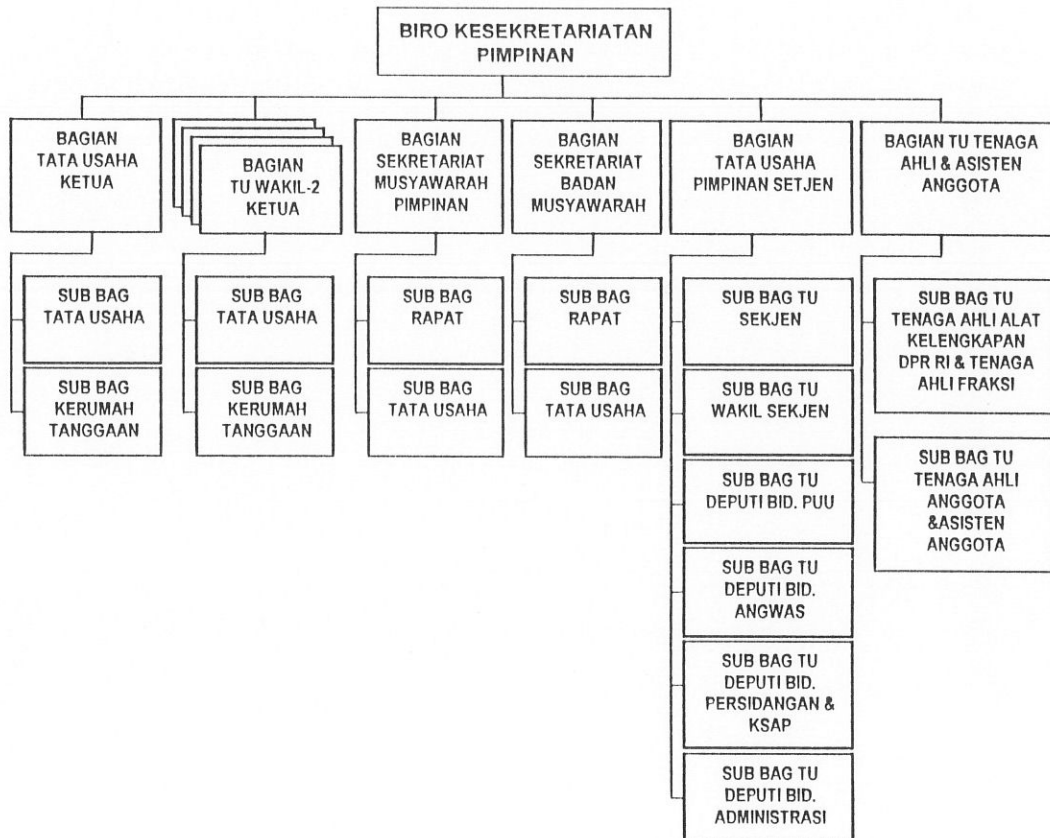 BIRO KESEKRETARIATAN
PIMPINAN
BAGIAN
TATA USAHA
KETUA
BAGIAN
TU WAKIL-2
KETUA
BAGIAN
SEKRETARIAT
MUSYAWARAH
PIMPINAN
BAGIAN
SEKRETARIAT
BADAN
MUSYAWARAH
BAGIAN
TATA USAHA
PIMPINAN SETJEN
BAGIAN TU TENAGA
AHLI & ASISTEN
ANGGOTA
SUB BAG
TATA USAHA
SUB BAG
KERUMAH
TANGGAAN
SUB BAG
TATA USAHA
SUB BAG
KERUMAH
TANGGAAN
SUB BAG
RAPAT
SUB BAG
TATA USAHA
SUB BAG
RAPAT
SUB BAG
TATA USAHA
SUB BAG TU
SEKJEN
SUB BAG TU
WAKIL SEKJEN
SUB BAG TU
DEPUTI BID. PUU
SUB BAG TU
DEPUTI BID.
ANGWAS
SUB BAG TU
DEPUTI BID.
PERSIDANGAN &
KSAP
SUB BAG TU
DEPUTI BID.
ADMINISTRASI
SUB BAG TU
TENAGA AHLI ALAT
KELENGKAPAN
DPR RI & TENAGA
AHLI FRAKSI
SUB BAG TU
TENAGA AHLI
ANGGOTA
&ASISTEN
ANGGOTA